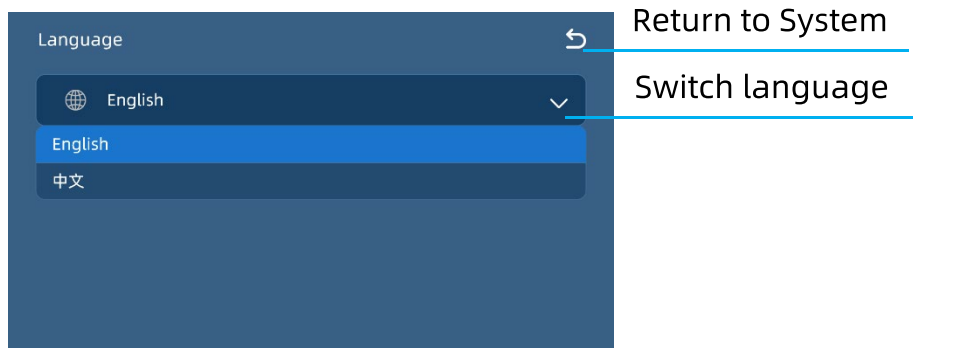 Language
Return to System
English
Switch language
English
中文